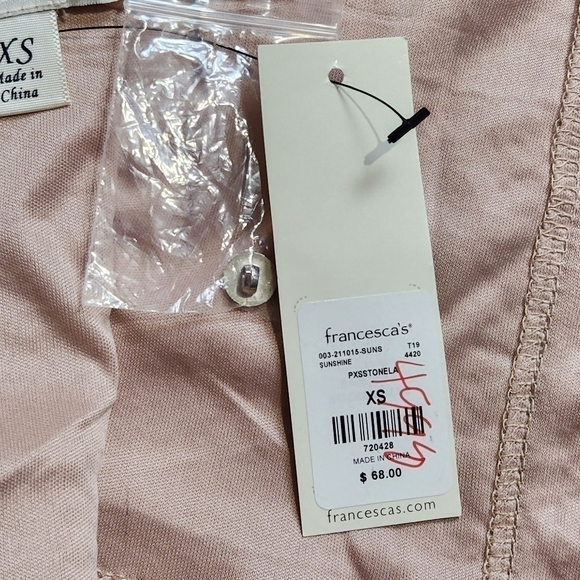 XS
Made in
China
francesca's®
003-211015-SUNS T19
SUNSHINE 4420
PXSSTONELA
XS
720428
MADE IN CHINA
$ 68.00
francescas.com